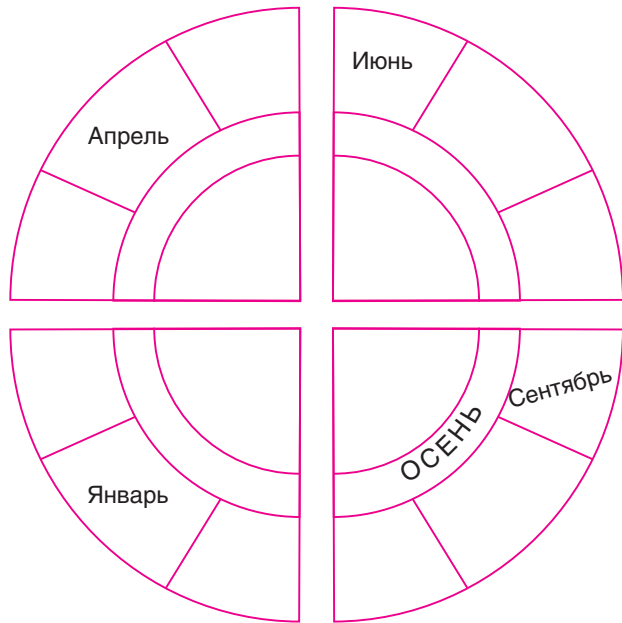 Июнь
Апрель
Сентябрь
ОСЕНЬ
Январь